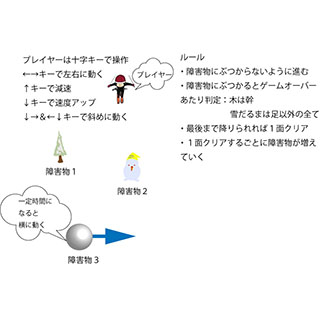 プレイヤーは十字キーで操作
←→キーで左右に動く
↑キーで減速
↓キーで速度アップ
↓→＆←↓キーで斜めに動く
プレイヤー
ルール
・障害物にぶつからないように進む
・障害物にぶつかるとゲームオーバー
あたり判定：木は幹
雪だるまは足以外の全て
・最後まで降りられれば１面クリア
・１面クリアするごとに障害物が増え
ていく
障害物１
障害物２
一定時間に
なると
横に動く
障害物３